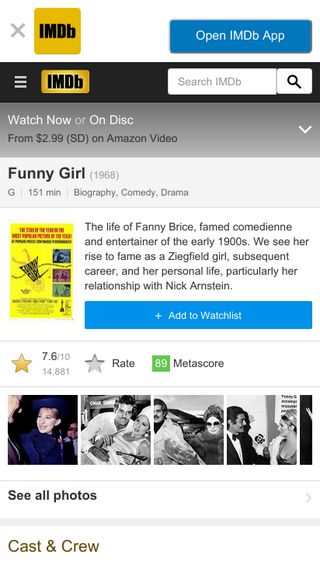 IMDb
Open IMDb App
IMDb
Search IMDb
Watch Now or On Disc
From $2.99 (SD) on Amazon Video
Funny Girl (1968)
G | 151 min | Biography, Comedy, Drama
THE STAR OF THE YEAR IN THE
MOST POPULAR PICTURE OF THE YEAR!
The life of Fanny Brice, famed comedienne
and entertainer of the early 1900s. We see her
rise to fame as a Ziegfield girl, subsequent
career, and her personal life, particularly her
relationship with Nick Arnstein.
+ Add to Watchlist
7.6/10
14,881
Rate
89 Metascore
OMAR SHARIF
See all photos
Cast & Crew